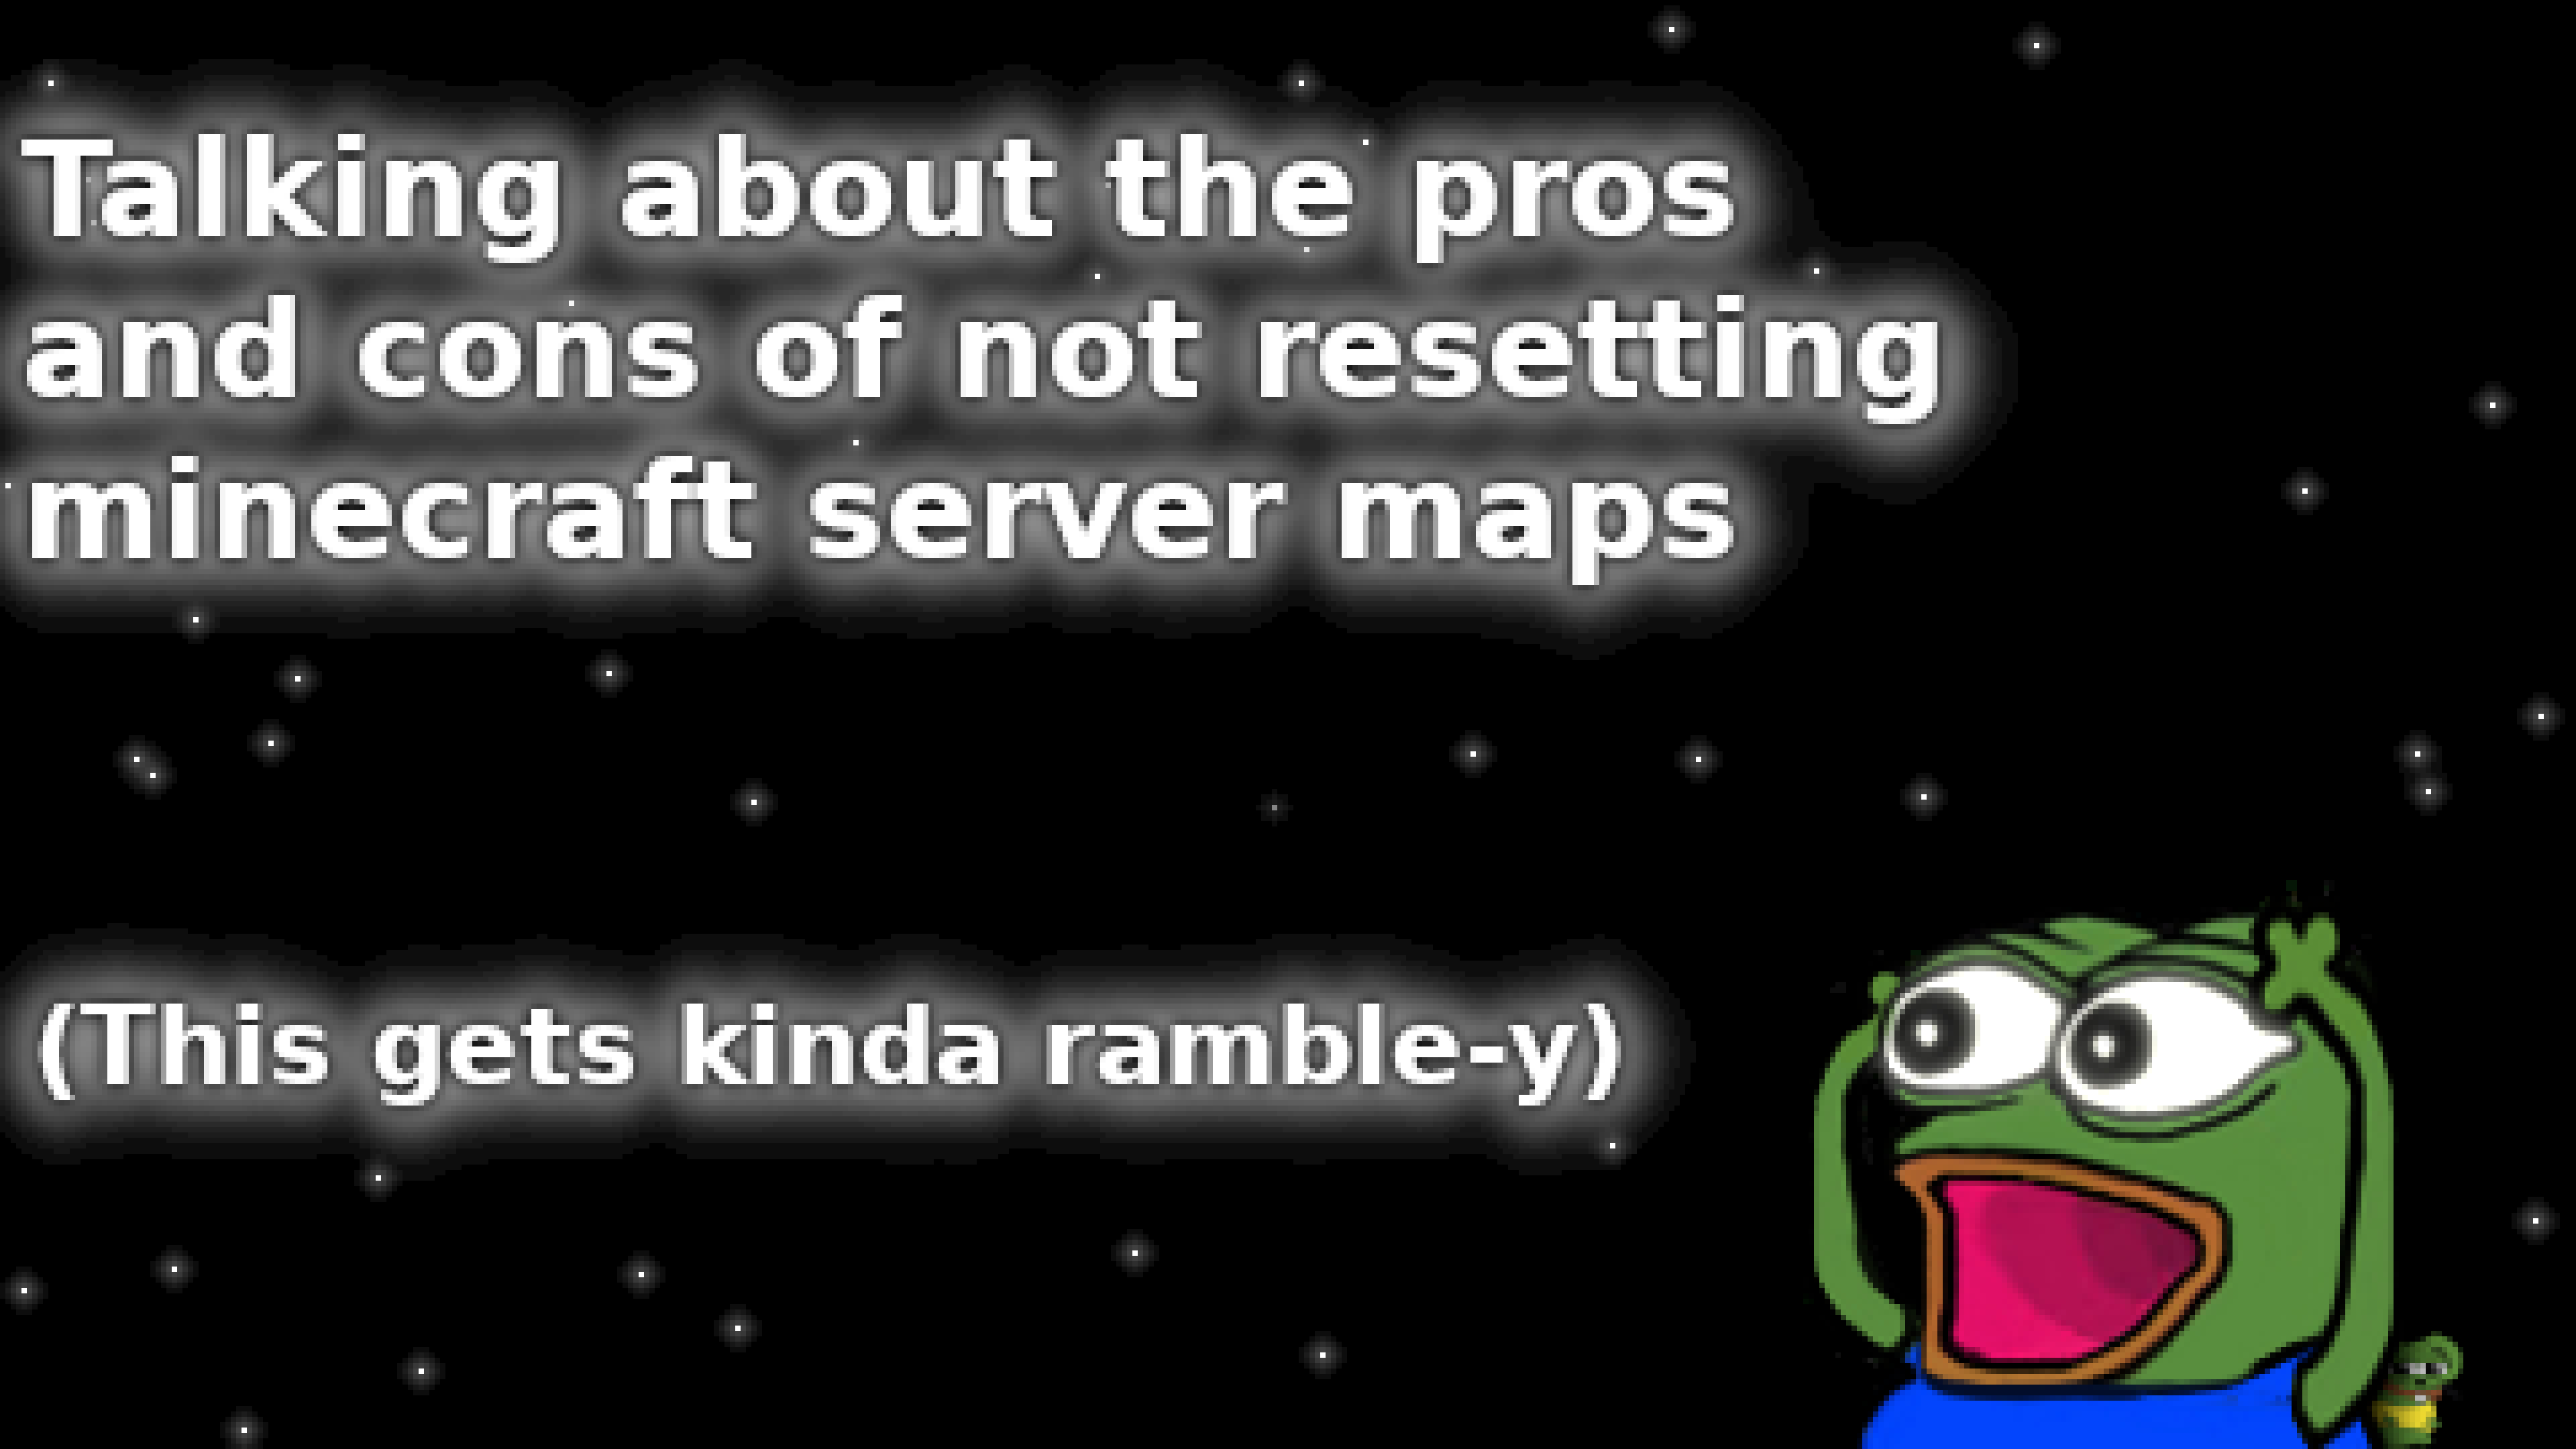 Talking about the pros
and cons of not resetting
minecraft server maps
(This gets kinda ramble-y)